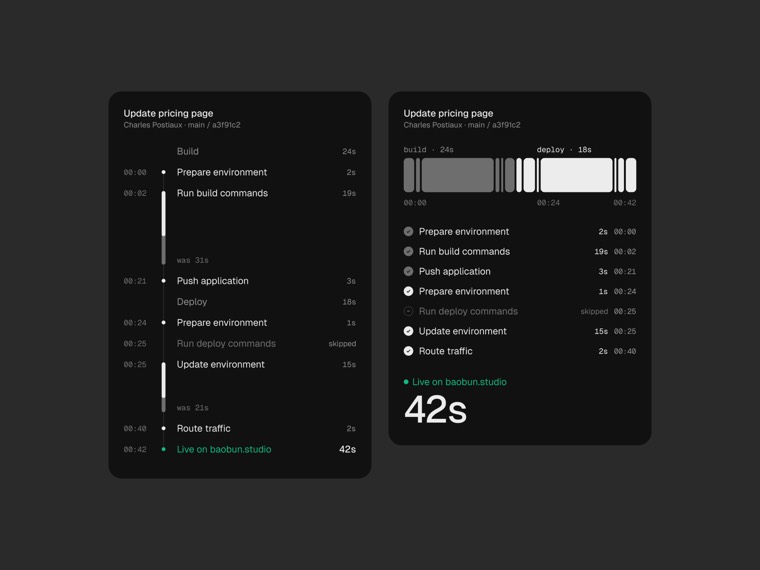 Update pricing page
Charles Postiaux · main / a3f91c2
Build 24s
00:00 Prepare environment 2s
00:02 Run build commands 19s
was 31s
00:21 Push application 3s
Deploy 18s
00:24 Prepare environment 1s
00:25 Run deploy commands skipped
00:25 Update environment 15s
was 21s
00:40 Route traffic 2s
00:42 Live on baobun.studio 42s
Update pricing page
Charles Postiaux · main / a3f91c2
build · 24s deploy · 18s
00:00 00:24 00:42
Prepare environment 2s 00:00
Run build commands 19s 00:02
Push application 3s 00:21
Prepare environment 1s 00:24
Run deploy commands skipped 00:25
Update environment 15s 00:25
Route traffic 2s 00:40
Live on baobun.studio
42s